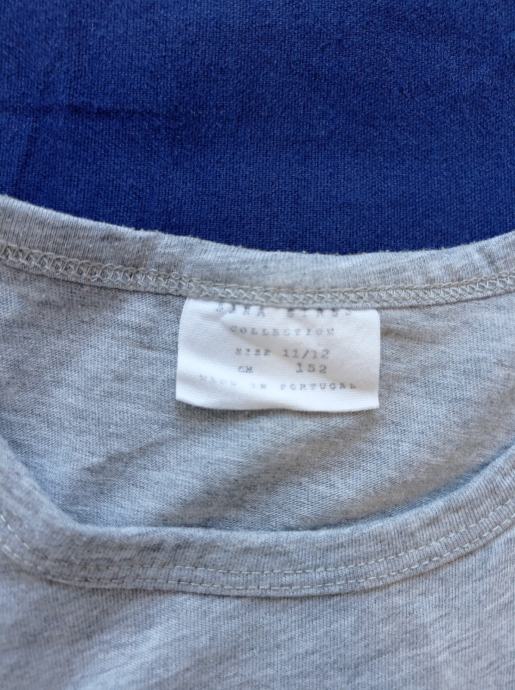 COLLECTION
SIZE 11/12
CM 152
MADE IN PORTUGAL